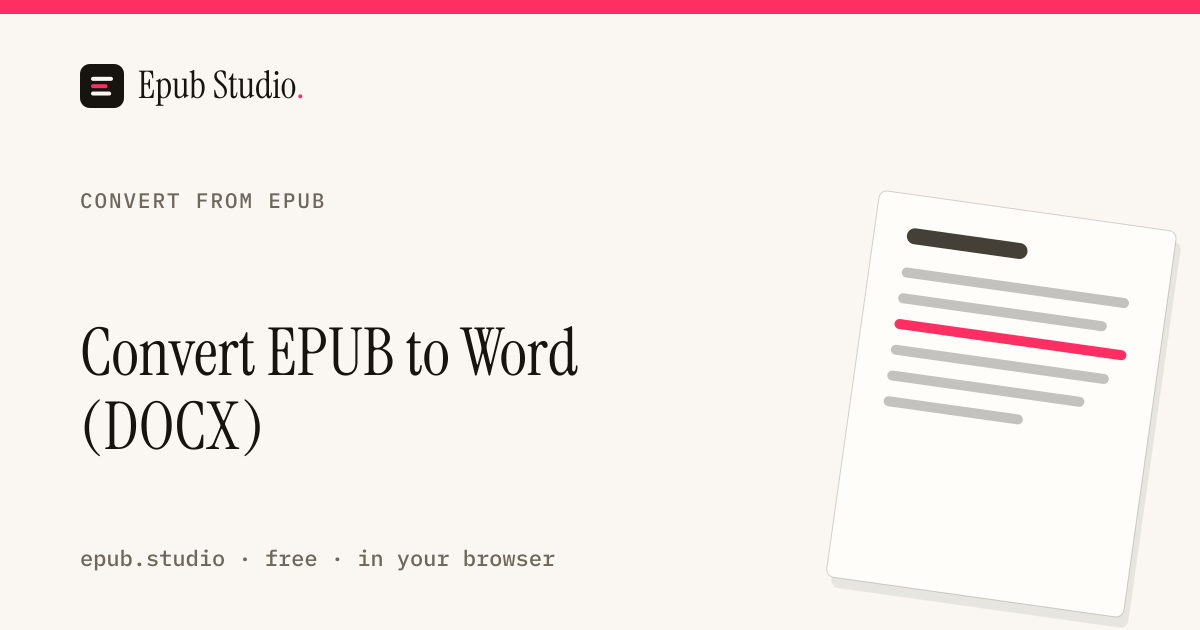 Epub Studio.
CONVERT FROM EPUB
Convert EPUB to Word
(DOCX)
epub.studio · free · in your browser